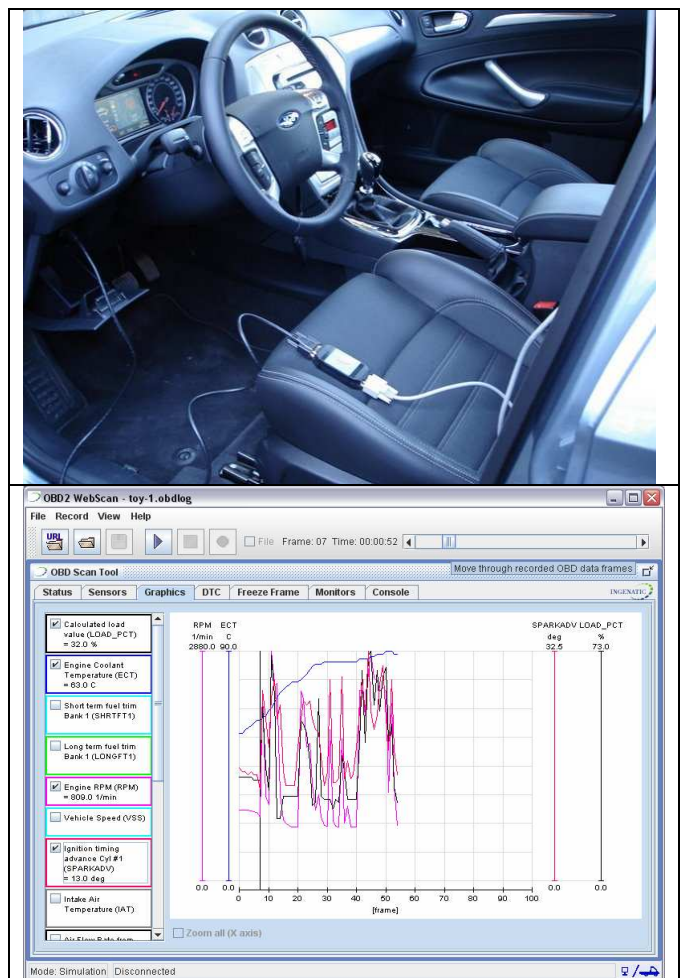 OBD2 WebScan - toy-1.obdlog
File Record View Help
URL
File Frame: 07 Time: 00:00:52
OBD Scan Tool
Move through recorded OBD data frames
Status Sensors Graphics DTC Freeze Frame Monitors Console
INGENATIC
Calculated load
value (LOAD_PCT)
= 32.0 %
Engine Coolant
Temperature (ECT)
= 63.0 C
Short term fuel trim
Bank 1 (SHRTFT1)
Long term fuel trim
Bank 1 (LONGFT1)
Engine RPM (RPM)
= 809.0 1/min
Vehicle Speed (VSS)
Ignition timing
advance Cyl #1
(SPARKADV)
= 13.0 deg
Intake Air
Temperature (IAT)
Air Flow Rate from
RPM ECT SPARKADV LOAD_PCT
1/min C deg %
2880.0 90.0 32.5 73.0
0.0 0.0 0.0 0.0
0 10 20 30 40 50 60 70 80 90 100
[frame]
Zoom all (X axis)
Mode: Simulation Disconnected